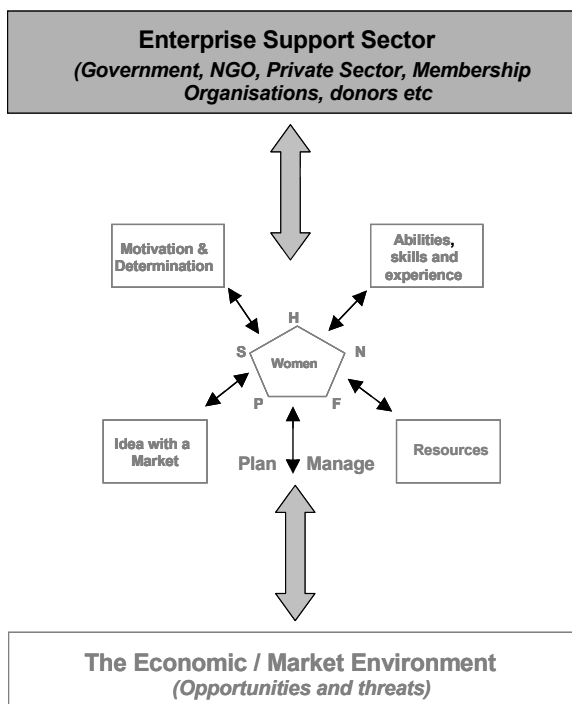 Enterprise Support Sector
(Government, NGO, Private Sector, Membership
Organisations, donors etc
Motivation &
Determination
Abilities,
skills and
experience
H
S
N
Women
P
F
Idea with a
Market
Plan
Manage
Resources
The Economic / Market Environment
(Opportunities and threats)